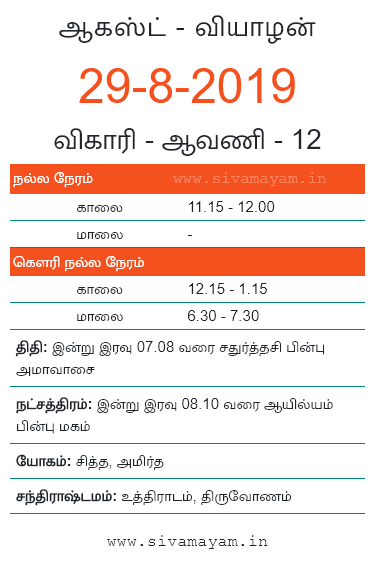 ஆகஸ்ட் - வியாழன்
29-8-2019
விகாரி - ஆவணி - 12
நல்ல நேரம் www.sivamayam.in
காலை 11.15 - 12.00
மாலை -
கௌரி நல்ல நேரம்
காலை 12.15 - 1.15
மாலை 6.30 - 7.30
திதி: இன்று இரவு 07.08 வரை சதுர்த்தசி பின்பு
அமாவாசை
நட்சத்திரம்: இன்று இரவு 08.10 வரை ஆயில்யம்
பின்பு மகம்
யோகம்: சித்த, அமிர்த
சந்திராஷ்டமம்: உத்திராடம், திருவோணம்
www.sivamayam.in